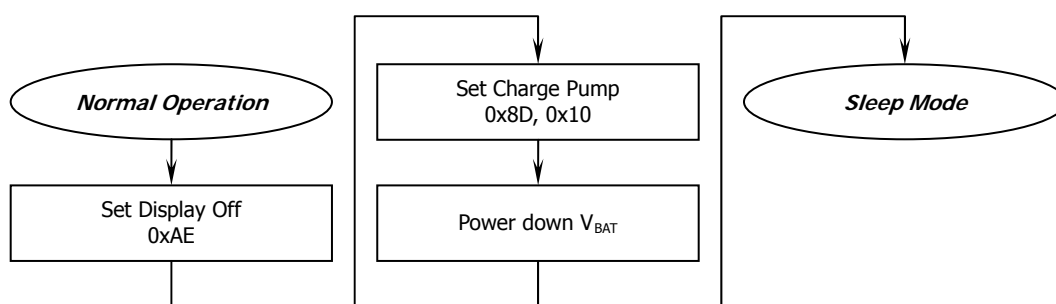 Normal Operation
Set Display Off
0xAE
Set Charge Pump
0x8D, 0x10
Power down VBAT
Sleep Mode